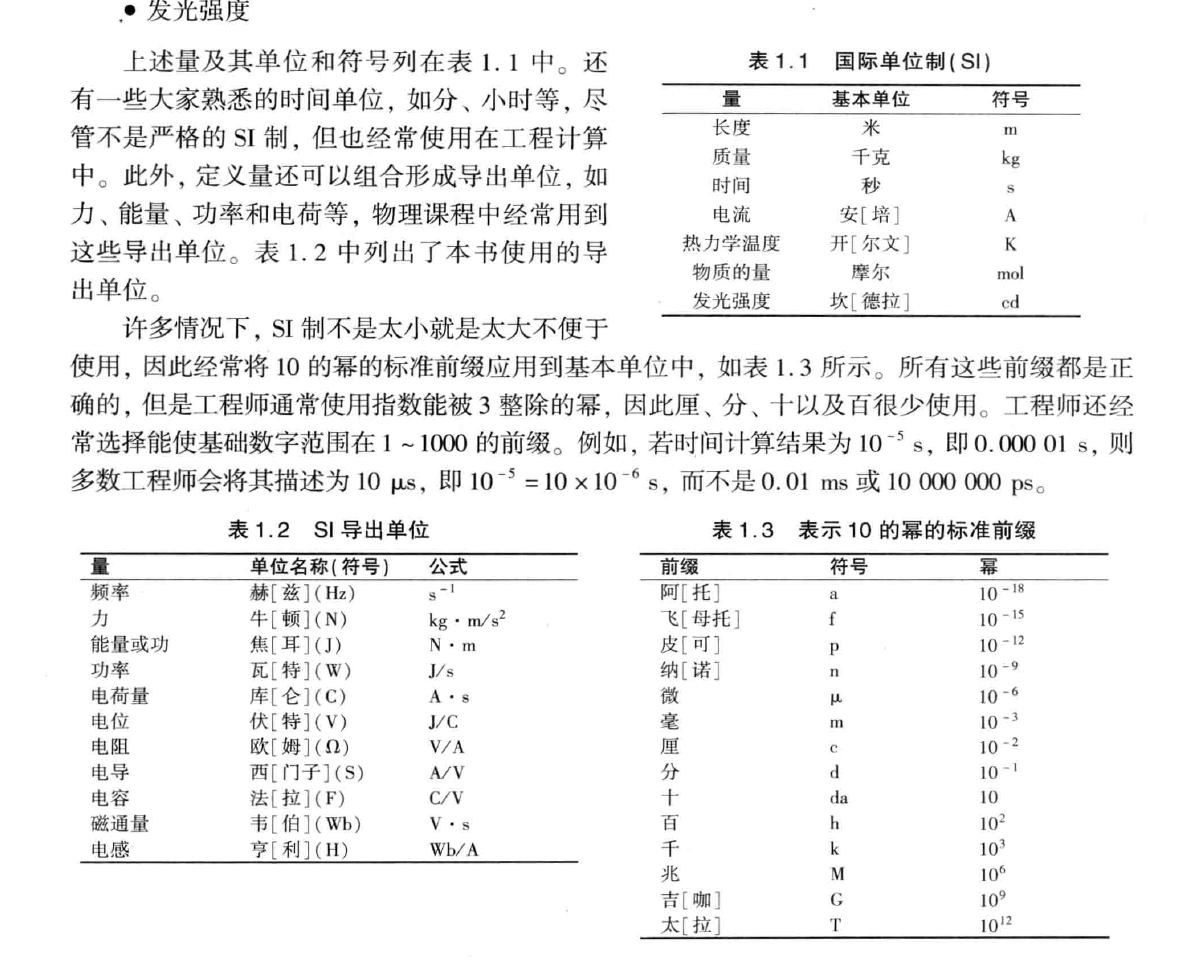 • 发光强度
上述量及其单位和符号列在表 1.1 中。还
有一些大家熟悉的时间单位, 如分、小时等, 尽
管不是严格的 SI 制, 但也经常使用在工程计算
中。此外, 定义量还可以组合形成导出单位, 如
力、能量、功率和电荷等, 物理课程中经常用到
这些导出单位。表 1.2 中列出了本书使用的导
出单位。
表 1.1 国际单位制(SI)
量 基本单位 符号
长度 米 m
质量 千克 kg
时间 秒 s
电流 安[培] A
热力学温度 开[尔文] K
物质的量 摩尔 mol
发光强度 坎[德拉] cd
许多情况下, SI 制不是太小就是太大不便于
使用, 因此经常将 10 的幂的标准前缀应用到基本单位中, 如表 1.3 所示。所有这些前缀都是正
确的, 但是工程师通常使用指数能被 3 整除的幂, 因此厘、分、十以及百很少使用。工程师还经
常选择能使基础数字范围在 1 ~ 1000 的前缀。例如, 若时间计算结果为 10⁻⁵ s, 即 0.000 01 s, 则
多数工程师会将其描述为 10 μs, 即 10⁻⁵ = 10 × 10⁻⁶ s, 而不是 0.01 ms 或 10 000 000 ps。
表 1.2 SI 导出单位
量 单位名称(符号) 公式
频率 赫[兹](Hz) s⁻¹
力 牛[顿](N) kg·m/s²
能量或功 焦[耳](J) N·m
功率 瓦[特](W) J/s
电荷量 库[仑](C) A·s
电位 伏[特](V) J/C
电阻 欧[姆](Ω) V/A
电导 西[门子](S) A/V
电容 法[拉](F) C/V
磁通量 韦[伯](Wb) V·s
电感 亨[利](H) Wb/A
表 1.3 表示 10 的幂的标准前缀
前缀 符号 幂
阿[托] a 10⁻¹⁸
飞[母托] f 10⁻¹⁵
皮[可] p 10⁻¹²
纳[诺] n 10⁻⁹
微 μ 10⁻⁶
毫 m 10⁻³
厘 c 10⁻²
分 d 10⁻¹
十 da 10
百 h 10²
千 k 10³
兆 M 10⁶
吉[咖] G 10⁹
太[拉] T 10¹²